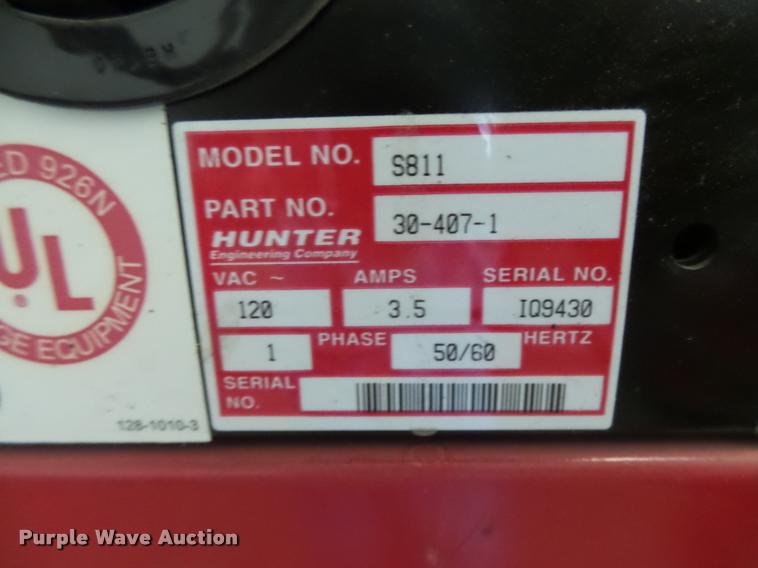 ED 926N
UL
GE EQUIPMENT
128-1010-3
MODEL NO. S811
PART NO. 30-407-1
HUNTER
Engineering Company
VAC ~ AMPS SERIAL NO.
120 3.5 IQ9430
1 PHASE 50/60 HERTZ
SERIAL
NO.
Purple Wave Auction